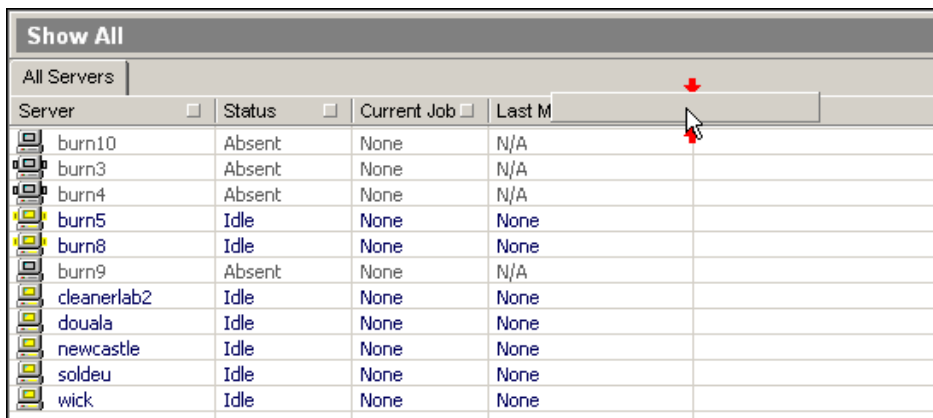 Show All
All Servers
Server Status Current Job Last M
burn10 Absent None N/A
burn3 Absent None N/A
burn4 Absent None N/A
burn5 Idle None None
burn8 Idle None None
burn9 Absent None N/A
cleanerlab2 Idle None None
douala Idle None None
newcastle Idle None None
soldeu Idle None None
wick Idle None None